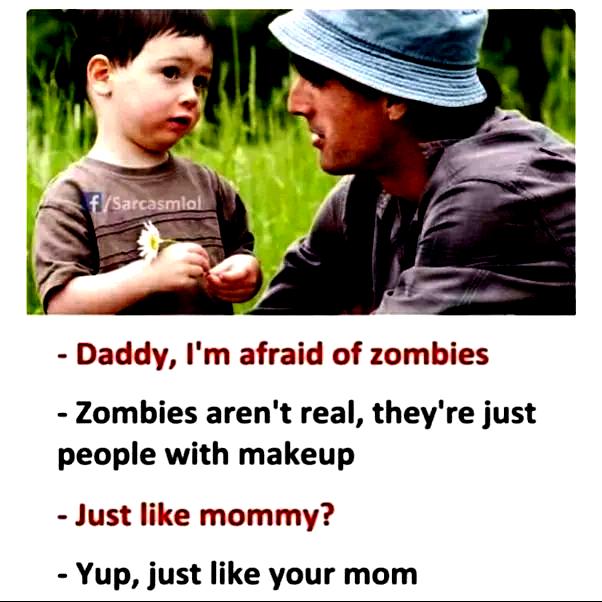 f/Sarcasmlol
- Daddy, I'm afraid of zombies
- Zombies aren't real, they're just
people with makeup
- Just like mommy?
- Yup, just like your mom